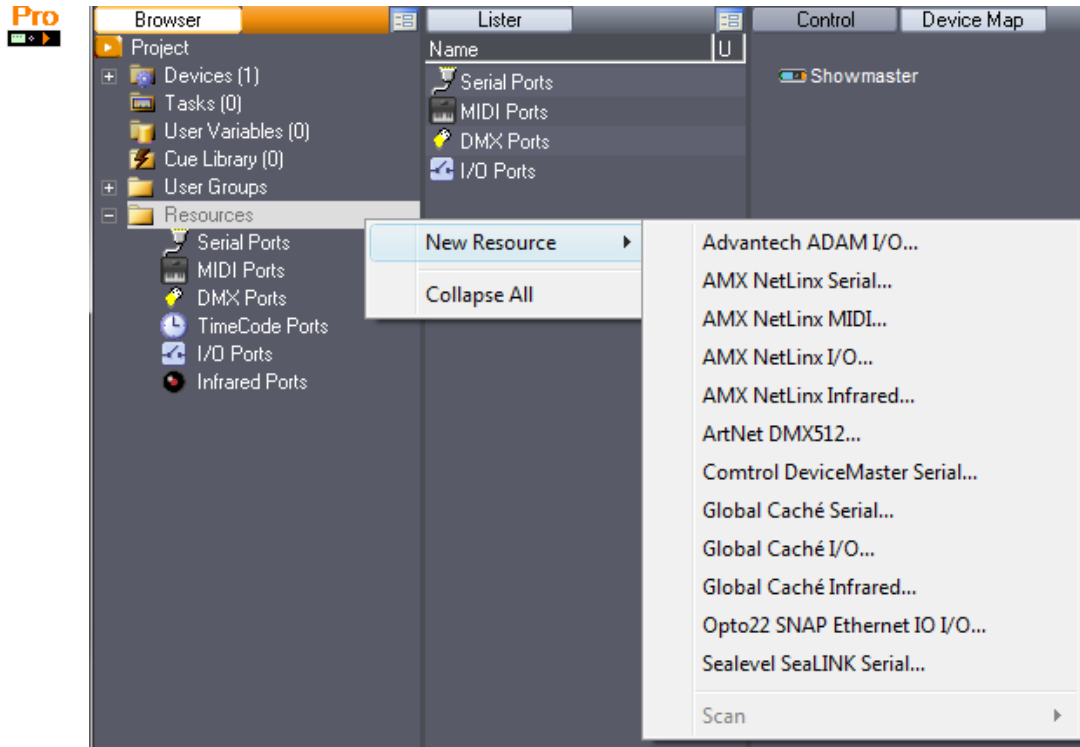 Pro
Browser
Lister
Control
Device Map
Project
Devices (1)
Tasks (0)
User Variables (0)
Cue Library (0)
User Groups
Resources
Serial Ports
MIDI Ports
DMX Ports
TimeCode Ports
I/O Ports
Infrared Ports
Name U
Serial Ports
MIDI Ports
DMX Ports
I/O Ports
Showmaster
New Resource
Collapse All
Advantech ADAM I/O...
AMX NetLinx Serial...
AMX NetLinx MIDI...
AMX NetLinx I/O...
AMX NetLinx Infrared...
ArtNet DMX512...
Comtrol DeviceMaster Serial...
Global Caché Serial...
Global Caché I/O...
Global Caché Infrared...
Opto22 SNAP Ethernet IO I/O...
Sealevel SeaLINK Serial...
Scan